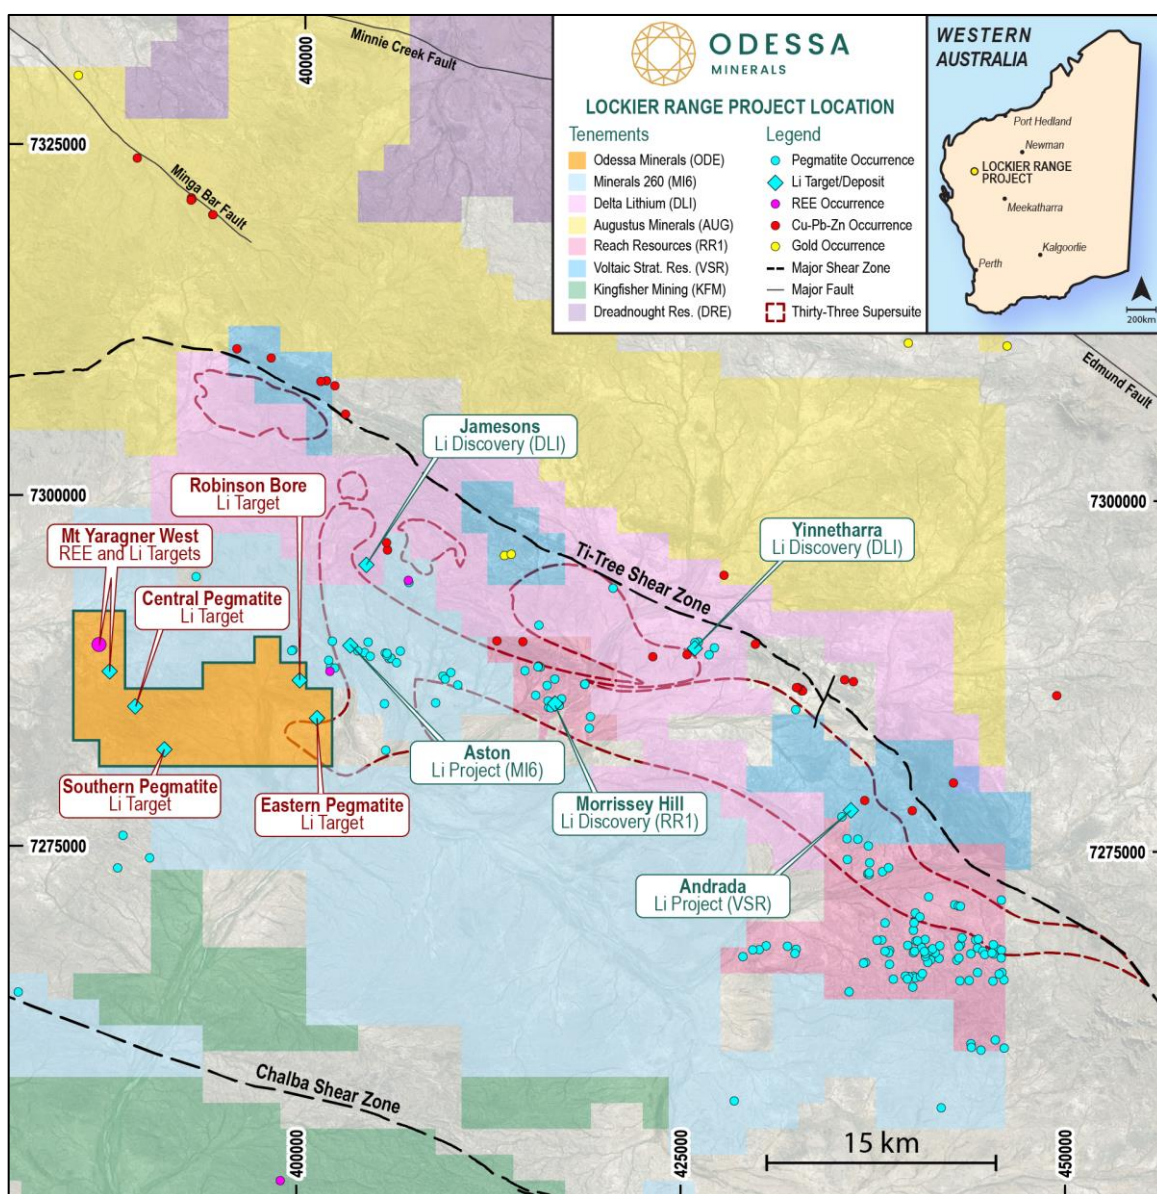 ODESSA
MINERALS
LOCKIER RANGE PROJECT LOCATION
Tenements
Odessa Minerals (ODE)
Minerals 260 (MI6)
Delta Lithium (DLI)
Augustus Minerals (AUG)
Reach Resources (RR1)
Voltaic Strat. Res. (VSR)
Kingfisher Mining (KFM)
Dreadnought Res. (DRE)
Legend
Pegmatite Occurrence
Li Target/Deposit
REE Occurrence
Cu-Pb-Zn Occurrence
Gold Occurrence
Major Shear Zone
Major Fault
Thirty-Three Supersuite
WESTERN
AUSTRALIA
Port Hedland
Newman
LOCKIER RANGE
PROJECT
Meekatharra
Kalgoorlie
Perth
200km
400000
Minnie Creek Fault
7325000
Minga Bar Fault
Edmund Fault
Jamesons
Li Discovery (DLI)
Robinson Bore
Li Target
7300000
7300000
Mt Yaragner West
REE and Li Targets
Yinnetharra
Li Discovery (DLI)
Ti-Tree Shear Zone
Central Pegmatite
Li Target
Aston
Li Project (MI6)
Southern Pegmatite
Li Target
Eastern Pegmatite
Li Target
Morrissey Hill
Li Discovery (RR1)
7275000
7275000
Andrada
Li Project (VSR)
Chalba Shear Zone
15 km
400000
425000
4500000